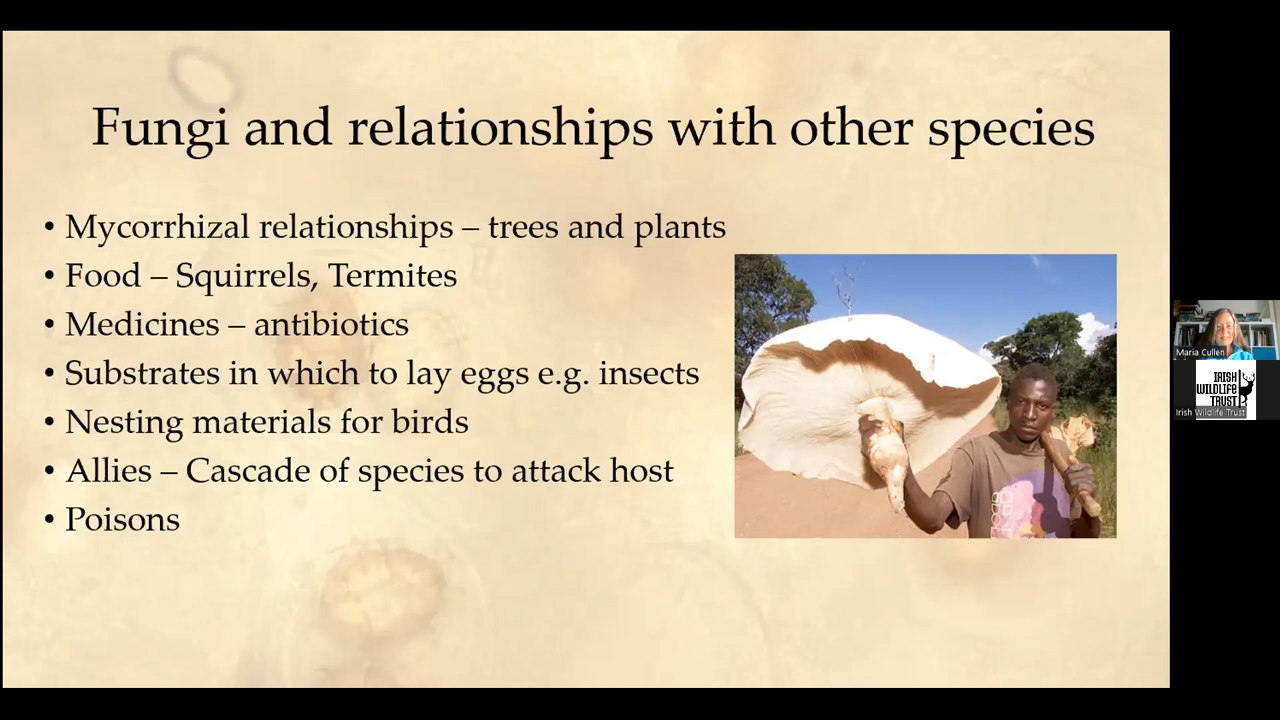 Fungi and relationships with other species
• Mycorrhizal relationships – trees and plants
• Food – Squirrels, Termites
• Medicines – antibiotics
• Substrates in which to lay eggs e.g. insects
• Nesting materials for birds
• Allies – Cascade of species to attack host
• Poisons
Maria Cullen
IRISH
WILDLIFE
TRUST
Irish Wildlife Trust